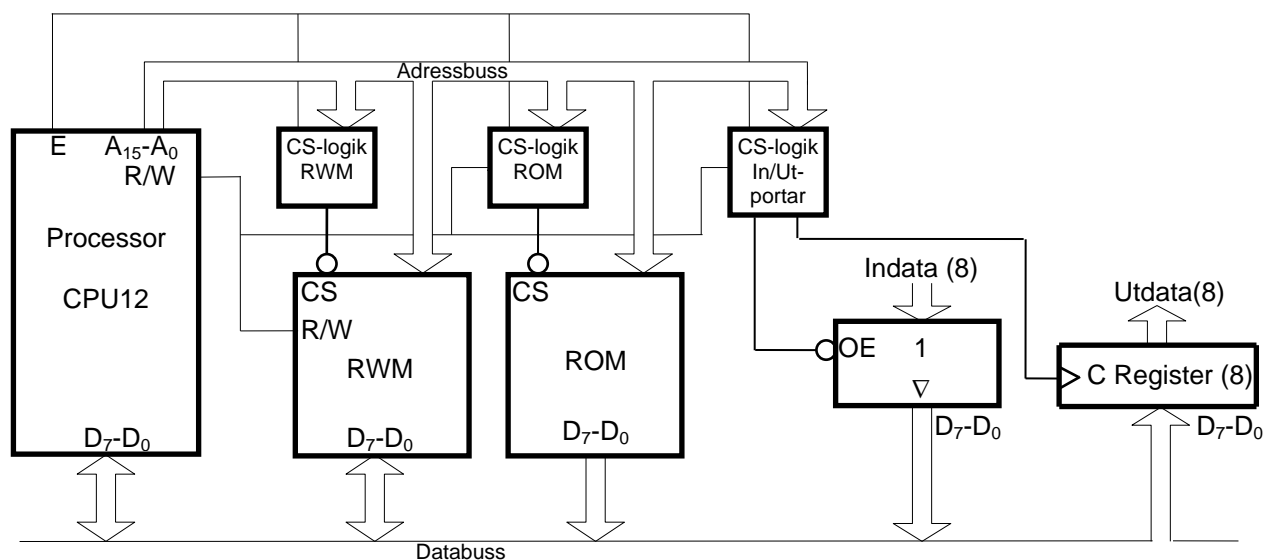 Adressbuss
E A15-A0
R/W
Processor
CPU12
D7-D0
CS-logik
RWM
CS-logik
ROM
CS-logik
In/Ut-
portar
CS
R/W
RWM
D7-D0
CS
ROM
D7-D0
Indata (8)
OE 1
∇
D7-D0
Utdata(8)
C Register (8)
D7-D0
Databuss